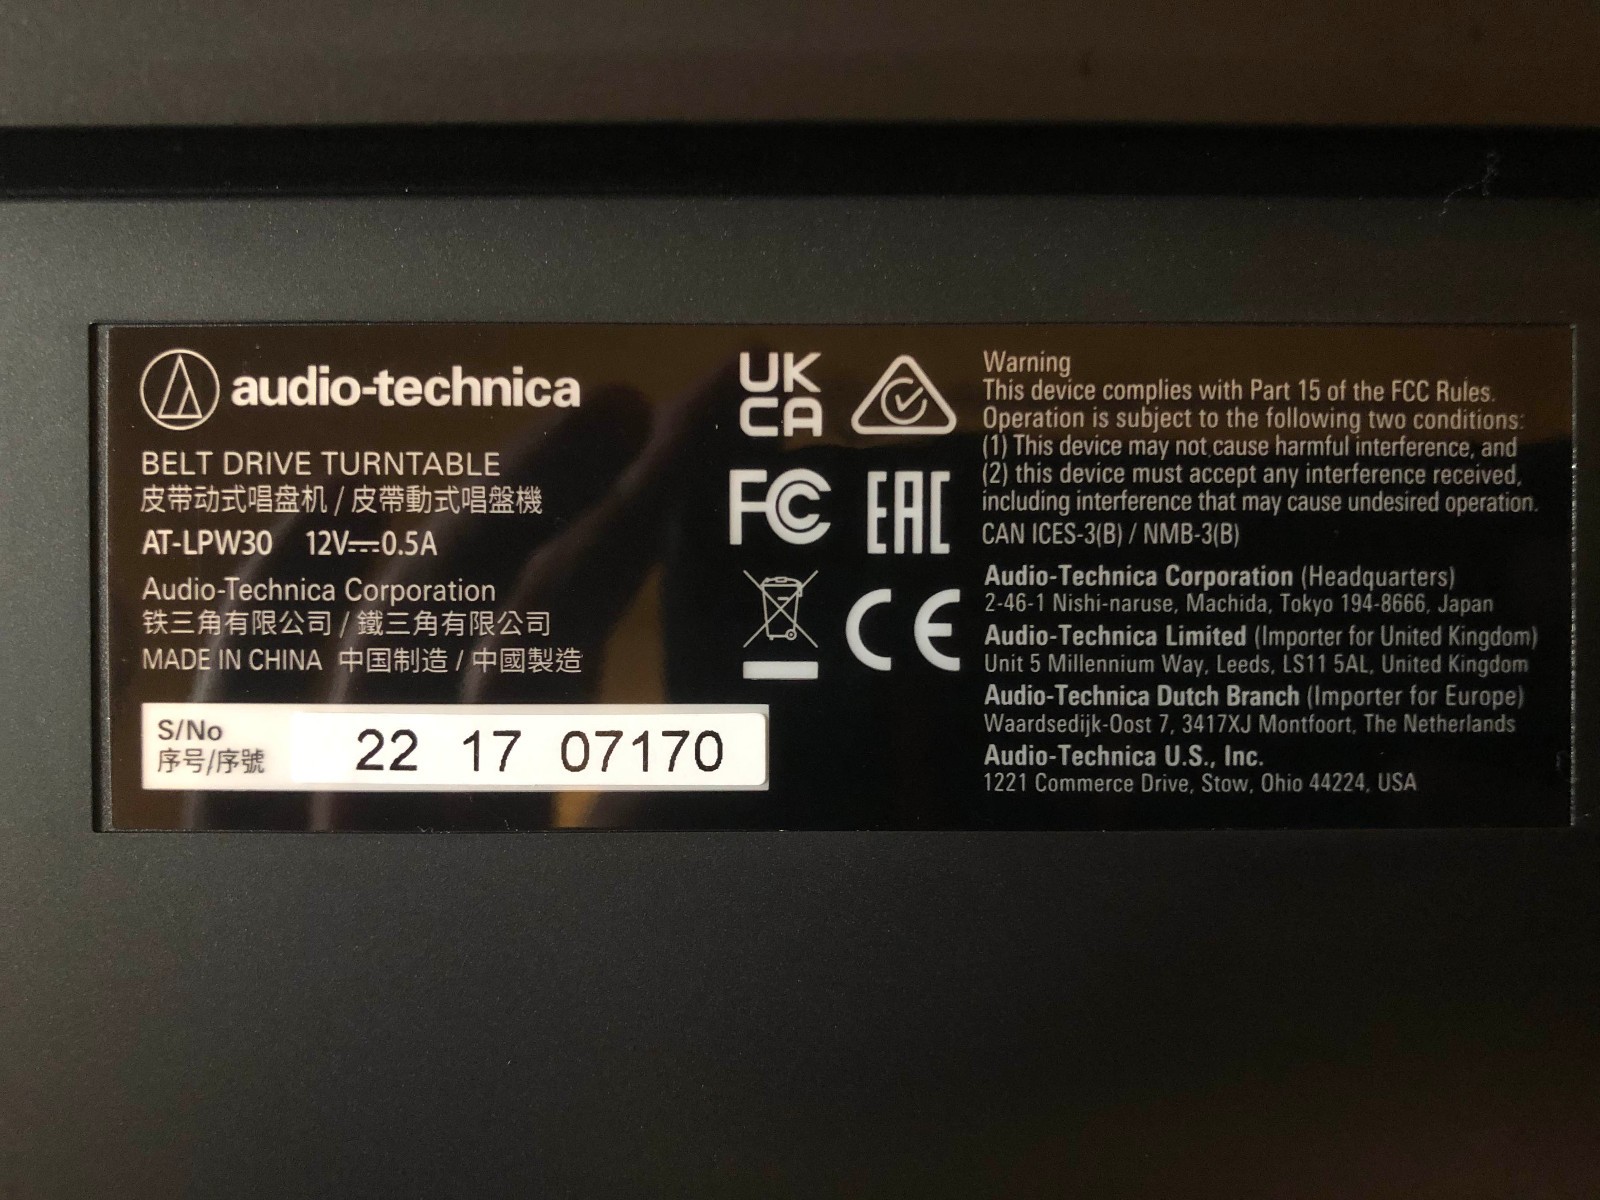 audio-technica
BELT DRIVE TURNTABLE
皮带动式唱盘机 / 皮帶動式唱盤機
AT-LPW30 12V⎓0.5A
Audio-Technica Corporation
铁三角有限公司 / 鐵三角有限公司
MADE IN CHINA 中国制造 / 中國製造
S/No
序号/序號
22 17 07170
UK
CA
FC
EAC
CE
Warning
This device complies with Part 15 of the FCC Rules.
Operation is subject to the following two conditions:
(1) This device may not cause harmful interference, and
(2) this device must accept any interference received,
including interference that may cause undesired operation.
CAN ICES-3(B) / NMB-3(B)
Audio-Technica Corporation (Headquarters)
2-46-1 Nishi-naruse, Machida, Tokyo 194-8666, Japan
Audio-Technica Limited (Importer for United Kingdom)
Unit 5 Millennium Way, Leeds, LS11 5AL, United Kingdom
Audio-Technica Dutch Branch (Importer for Europe)
Waardsedijk-Oost 7, 3417XJ Montfoort, The Netherlands
Audio-Technica U.S., Inc.
1221 Commerce Drive, Stow, Ohio 44224, USA